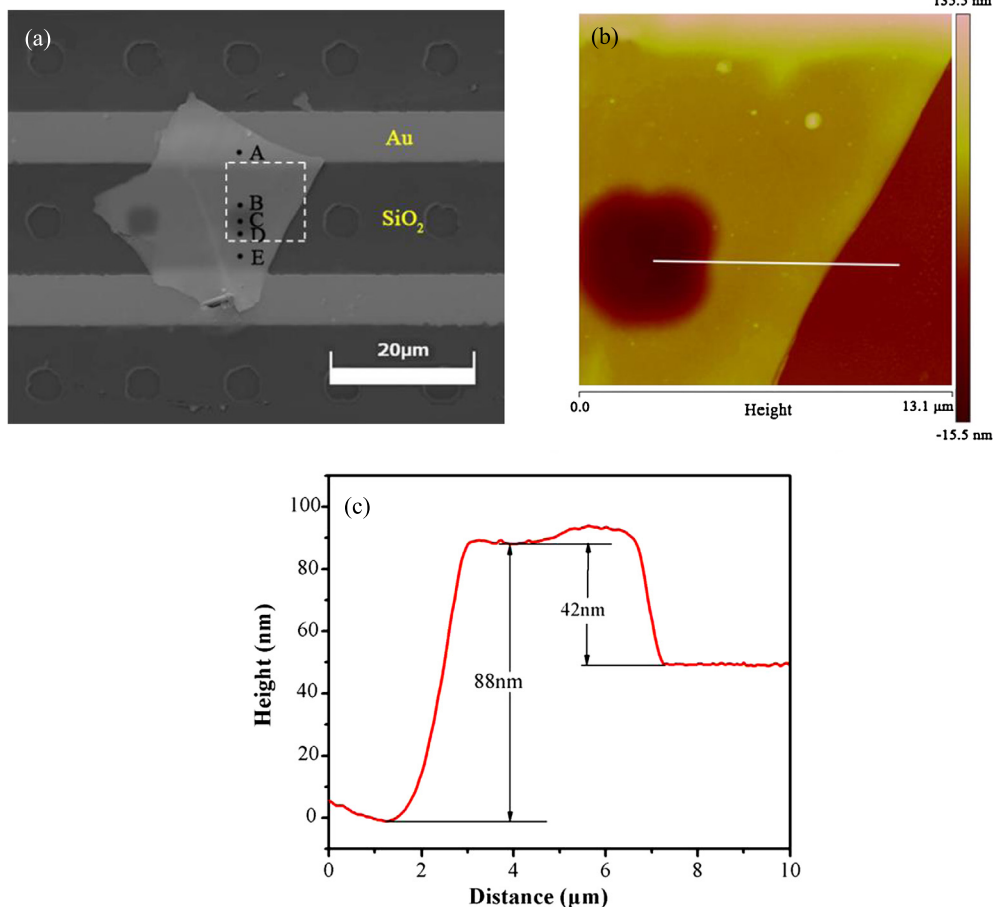 135.5 nm
(a)
(b)
Au
A
B
SiO2
C
D
E
20μm
0.0
Height
13.1 μm
-15.5 nm
(c)
100
80
60
40
20
0
Height (nm)
88nm
42nm
0
2
4
6
8
10
Distance (μm)